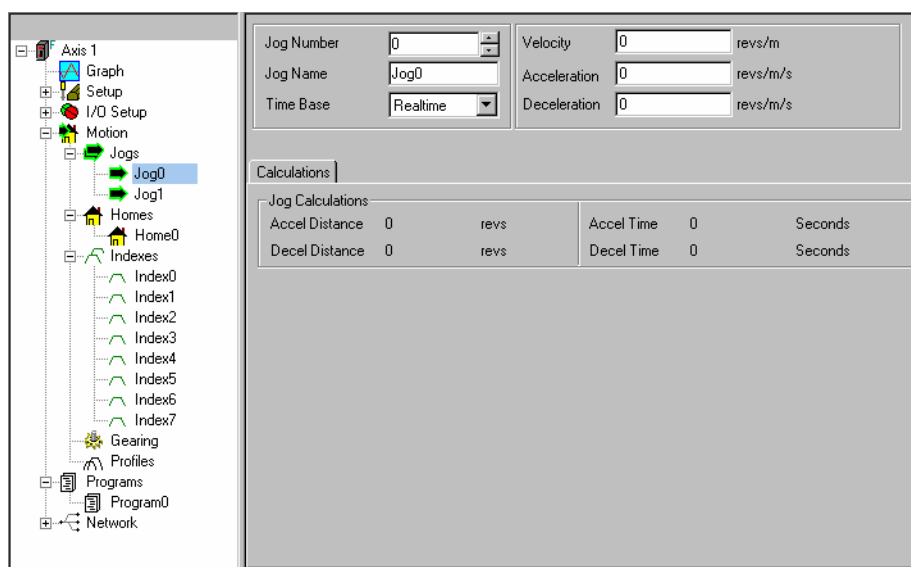 Axis 1
Graph
Setup
I/O Setup
Motion
Jogs
Jog0
Jog1
Homes
Home0
Indexes
Index0
Index1
Index2
Index3
Index4
Index5
Index6
Index7
Gearing
Profiles
Programs
Program0
Network
Jog Number 0
Jog Name Jog0
Time Base Realtime
Velocity 0 revs/m
Acceleration 0 revs/m/s
Deceleration 0 revs/m/s
Calculations
Jog Calculations
Accel Distance 0 revs Accel Time 0 Seconds
Decel Distance 0 revs Decel Time 0 Seconds